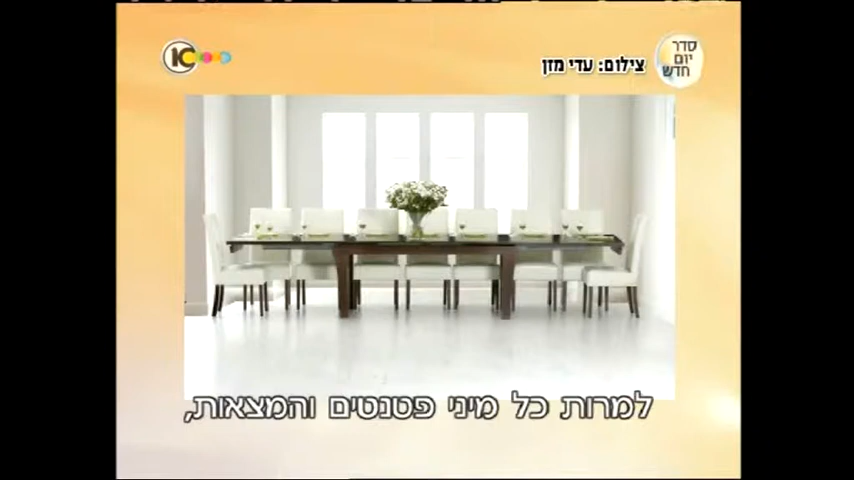 10
סדר
יום
חדש
צילום: עדי מזן
למרות כל מיני פטנטים והמצאות,